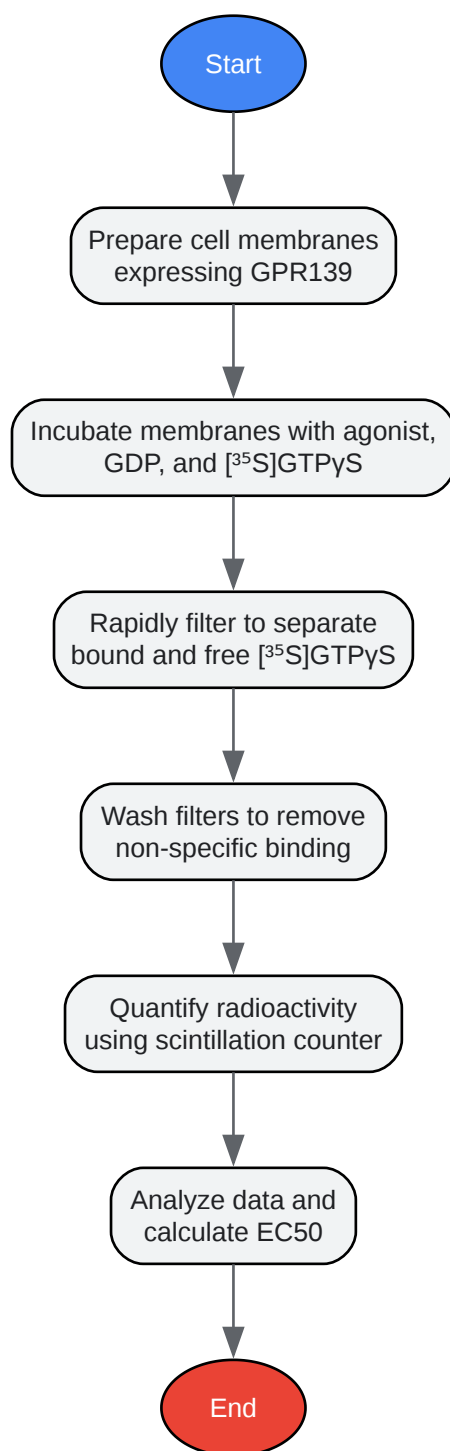 Start
Prepare cell membranes
expressing GPR139
Incubate membranes with agonist,
GDP, and [³⁵S]GTPγS
Rapidly filter to separate
bound and free [³⁵S]GTPγS
Wash filters to remove
non-specific binding
Quantify radioactivity
using scintillation counter
Analyze data and
calculate EC50
End